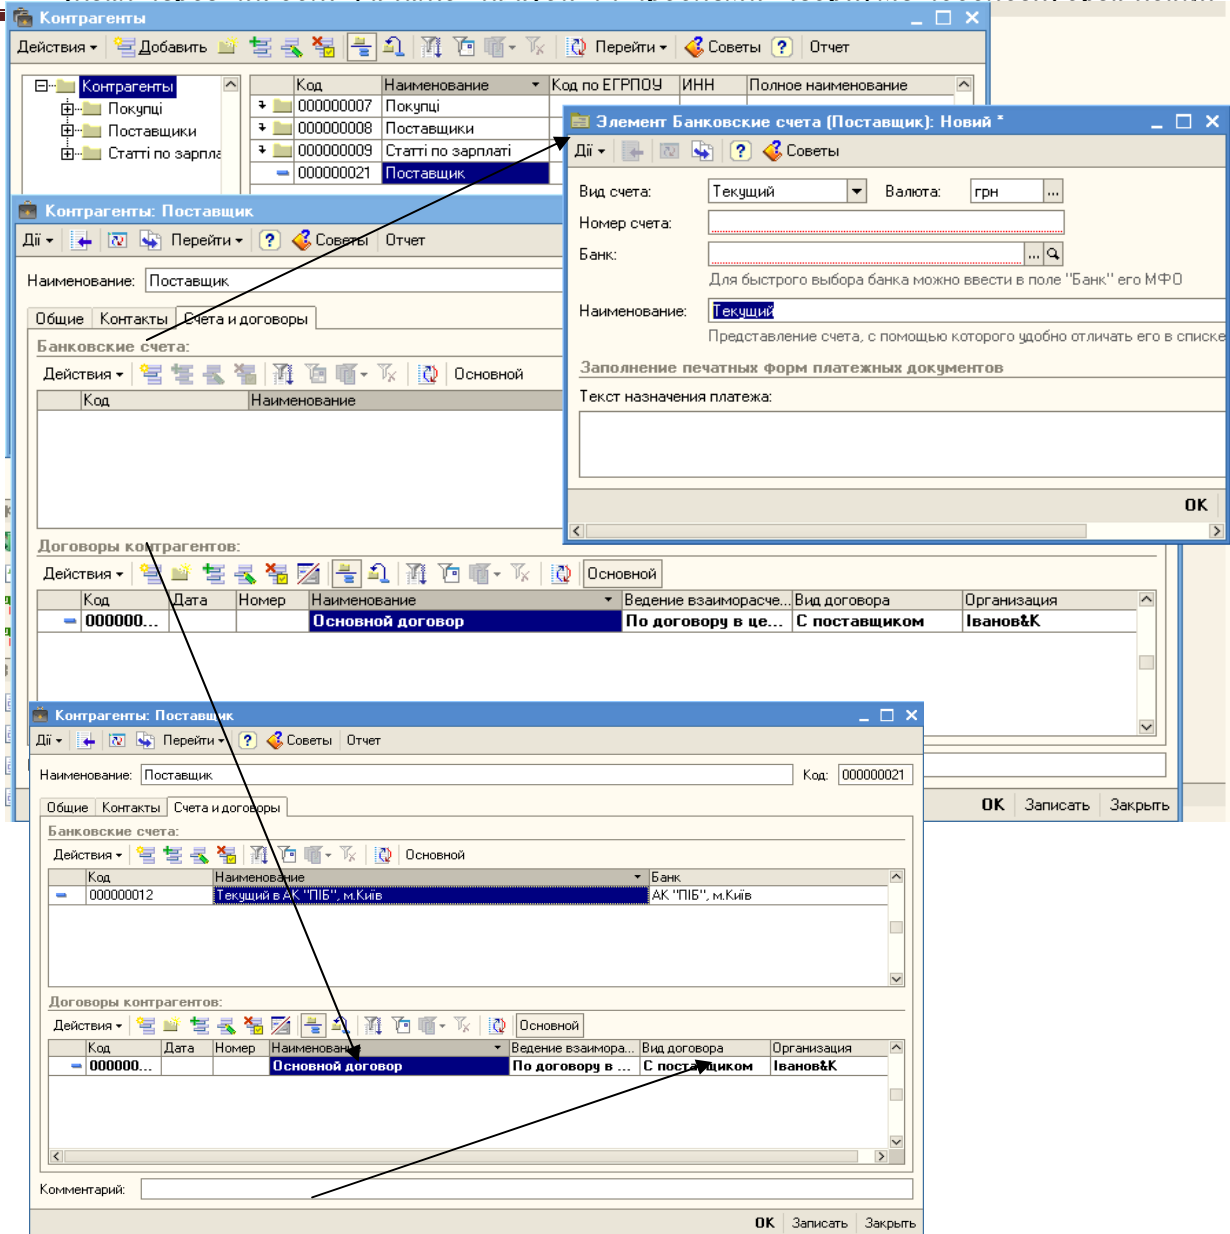 Контрагенты
Действия Добавить Перейти Советы ? Отчет
Контрагенты
Покупці
Поставщики
Статті по зарпла
Код Наименование Код по ЕГРПОУ ИНН Полное наименование
000000007 Покупці
000000008 Поставщики
000000009 Статті по зарплаті
000000021 Поставщик
Элемент Банковские счета (Поставщик): Новий *
Дії ? Советы
Вид счета: Текущий Валюта: грн ...
Номер счета:
Банк: ...
Для быстрого выбора банка можно ввести в поле "Банк" его МФО
Наименование: Текущий
Представление счета, с помощью которого удобно отличать его в списке
Заполнение печатных форм платежных документов
Текст назначения платежа:
OK
Контрагенты: Поставщик
Дії Перейти ? Советы Отчет
Наименование: Поставщик
Общие Контакты Счета и договоры
Банковские счета:
Действия Основной
Код Наименование
Договоры контрагентов:
Действия Основной
Код Дата Номер Наименование Ведение взаиморасче... Вид договора Организация
000000... Основной договор По договору в це... С поставщиком Іванов&К
OK Записать Закрыть
Контрагенты: Поставщик
Дії Перейти ? Советы Отчет
Наименование: Поставщик Код: 000000021
Общие Контакты Счета и договоры
Банковские счета:
Действия Основной
Код Наименование Банк
000000012 Текущий в АК "ПІБ", м.Київ АК "ПІБ", м.Київ
Договоры контрагентов:
Действия Основной
Код Дата Номер Наименование Ведение взаимора... Вид договора Организация
000000... Основной договор По договору в ... С поставщиком Іванов&К
Комментарий:
OK Записать Закрыть